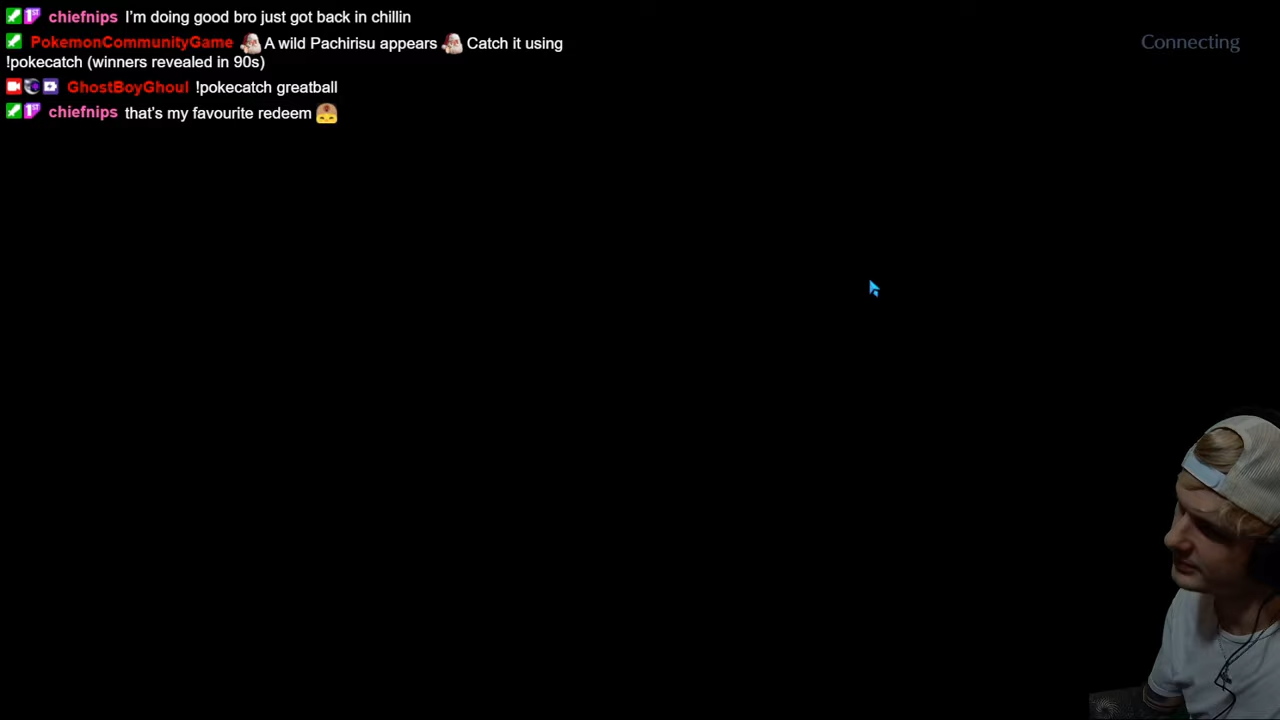 chiefnips I'm doing good bro just got back in chillin
Connecting
PokemonCommunityGame A wild Pachirisu appears Catch it using
!pokecatch (winners revealed in 90s)
GhostBoyGhoul !pokecatch greatball
chiefnips that's my favourite redeem